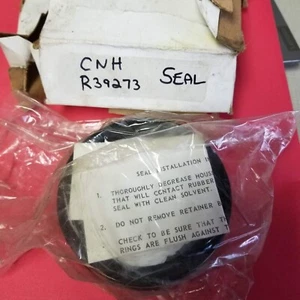 CNH
R39273 SEAL
SEAL INSTALLATION
1. THOROUGHLY DEGREASE HOUS
THAT WILL CONTACT RUBBER
SEAL WITH CLEAN SOLVENT.
2. DO NOT REMOVE RETAINER
CHECK TO BE SURE THAT T
RINGS ARE FLUSH AGAINST T